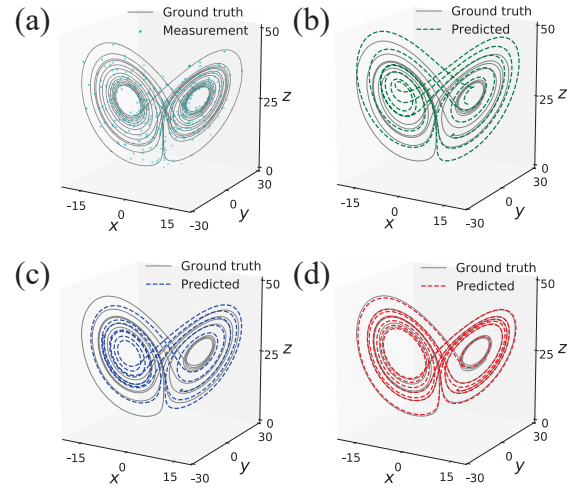 (a)
Ground truth
Measurement
50
25
z
0
-15
0
15
x
-30
0
30
y
(b)
Ground truth
Predicted
50
25
z
0
-15
0
15
x
-30
0
30
y
(c)
Ground truth
Predicted
50
25
z
0
-15
0
15
x
-30
0
30
y
(d)
Ground truth
Predicted
50
25
z
0
-15
0
15
x
-30
0
30
y